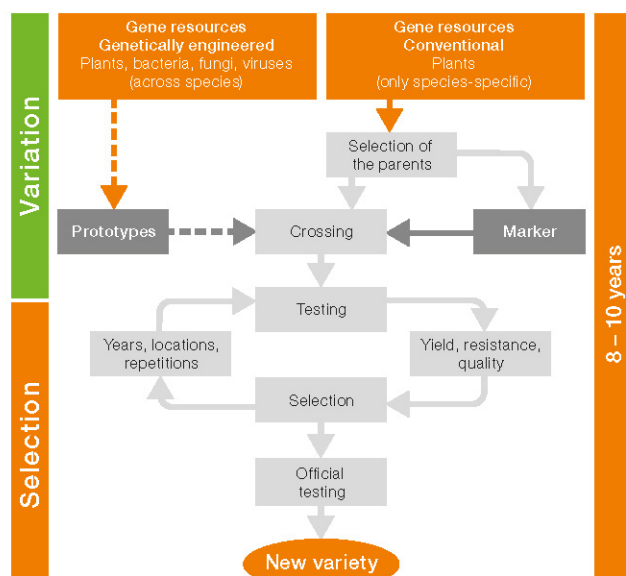 Gene resources
Genetically engineered
Plants, bacteria, fungi, viruses
(across species)
Gene resources
Conventional
Plants
(only species-specific)
Variation
Selection of
the parents
Prototypes
Crossing
Marker
8 – 10 years
Testing
Years, locations,
repetitions
Yield, resistance,
quality
Selection
Selection
Official
testing
New variety